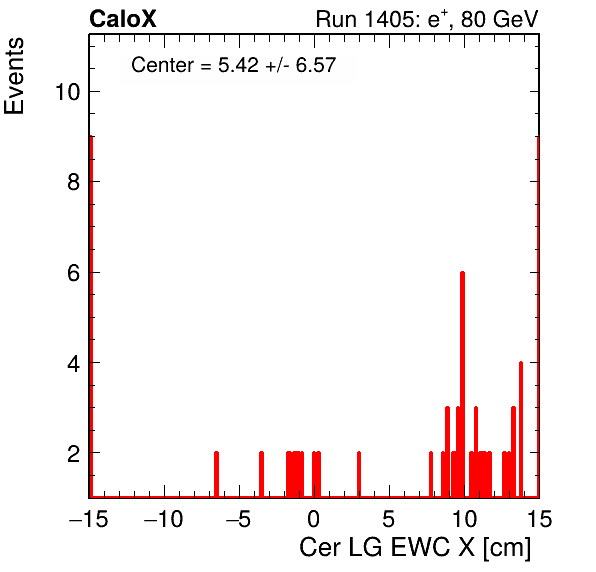 CaloX
Run 1405: e+, 80 GeV
Center = 5.42 +/- 6.57
Events
10
8
6
4
2
−15 −10 −5 0 5 10 15
Cer LG EWC X [cm]